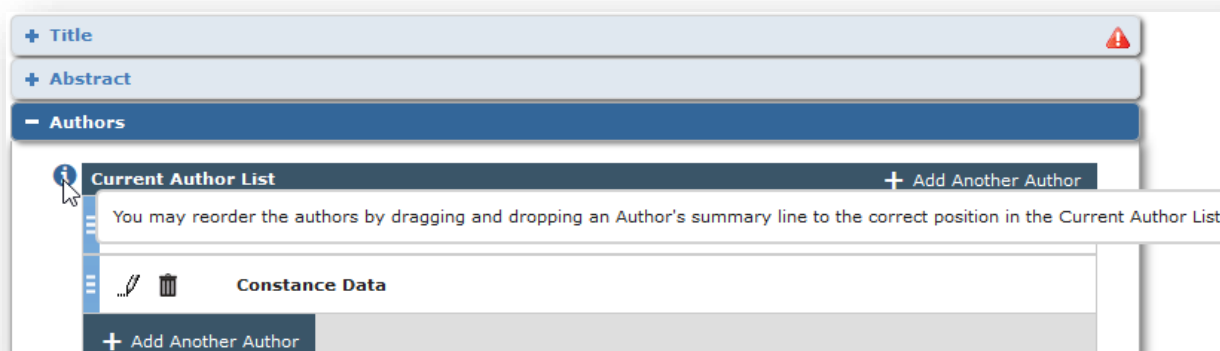 Title
Abstract
Authors
Current Author List
+ Add Another Author
You may reorder the authors by dragging and dropping an Author's summary line to the correct position in the Current Author List
Constance Data
+ Add Another Author